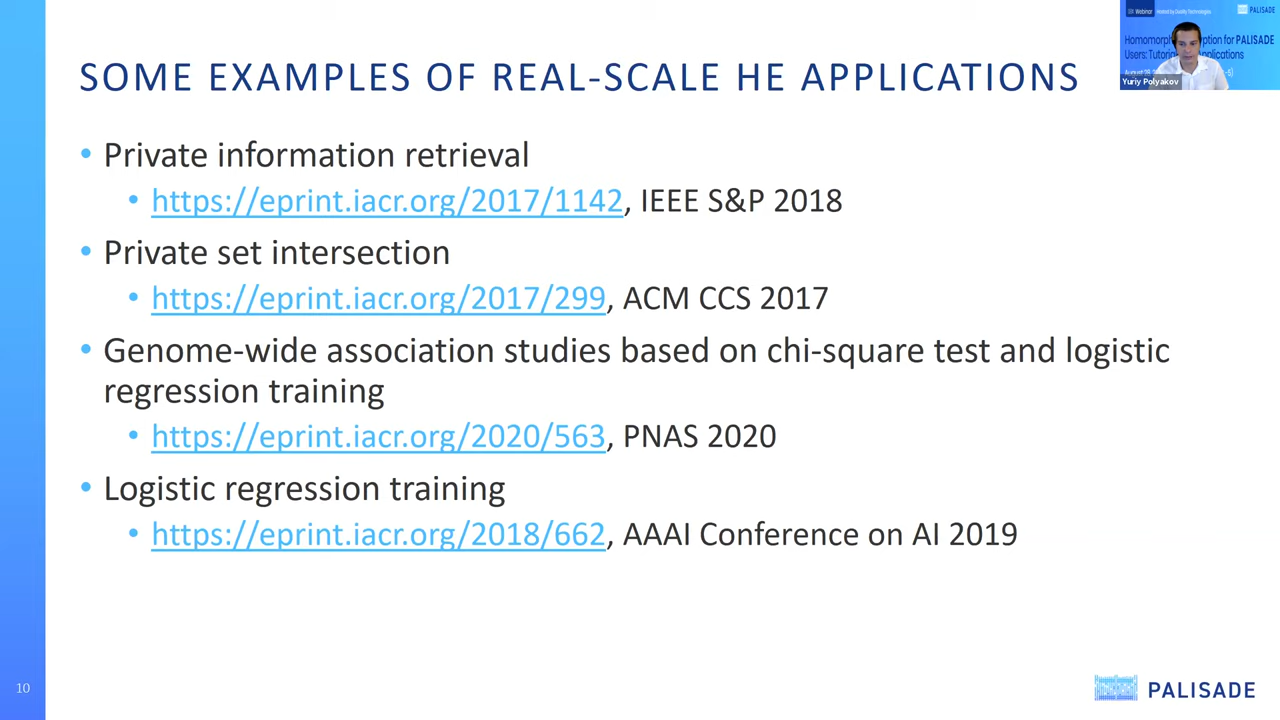 SOME EXAMPLES OF REAL-SCALE HE APPLICATIONS
• Private information retrieval
• https://eprint.iacr.org/2017/1142, IEEE S&P 2018
• Private set intersection
• https://eprint.iacr.org/2017/299, ACM CCS 2017
• Genome-wide association studies based on chi-square test and logistic
regression training
• https://eprint.iacr.org/2020/563, PNAS 2020
• Logistic regression training
• https://eprint.iacr.org/2018/662, AAAI Conference on AI 2019
10
PALISADE
Webinar
PALISADE
Users:
Yuriy Polyakov